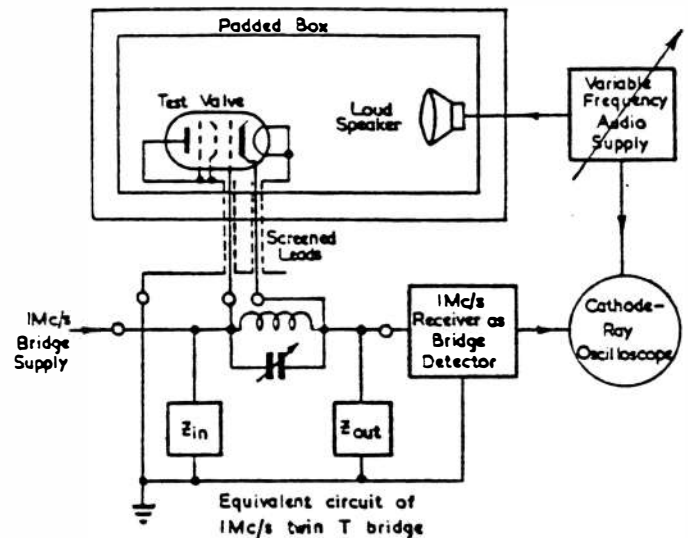 Padded Box
Test Valve
Loud
Speaker
Variable
Frequency
Audio
Supply
Screened
Leads
1Mc/s
Bridge
Supply
1Mc/s
Receiver as
Bridge
Detector
Cathode-
Ray
Oscilloscope
Zin
Zout
Equivalent circuit of
1Mc/s twin T bridge